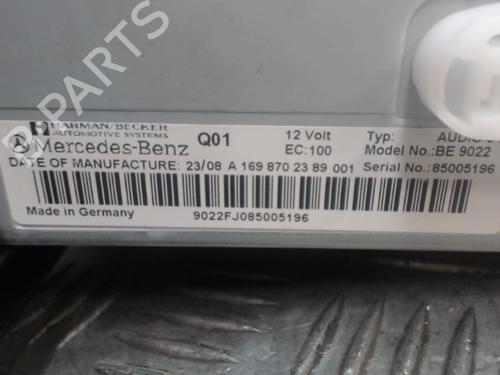 B PARTS
HARMAN/BECKER
AUTOMOTIVE SYSTEMS
Mercedes-Benz Q01 12 Volt Typ: AUDIO
EC:100 Model No.:BE 9022
DATE OF MANUFACTURE: 23/08 A 169 870 23 89 001 Serial No.:85005196
Made in Germany 9022FJ085005196